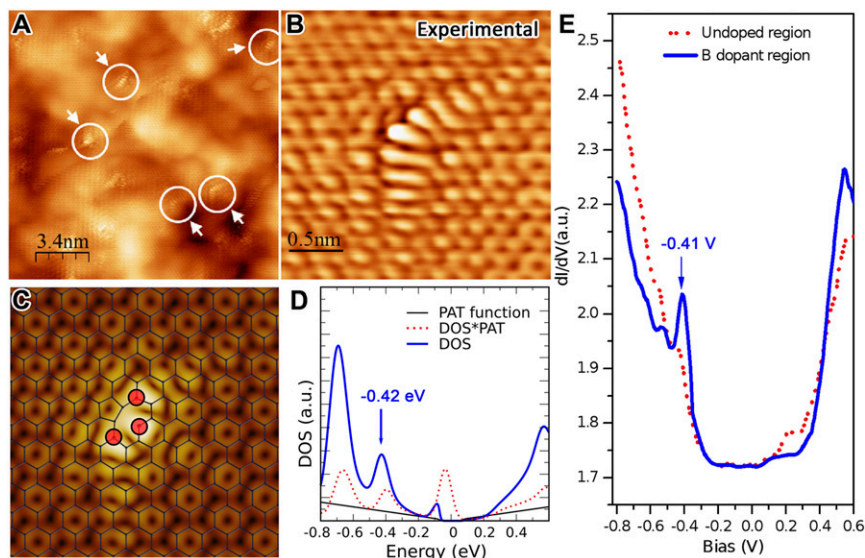 A
3.4nm
B
Experimental
0.5nm
C
D
PAT function
DOS*PAT
DOS
-0.42 eV
DOS (a.u.)
-0.8 -0.6 -0.4 -0.2 0 0.2 0.4
Energy (eV)
E
Undoped region
B dopant region
2.5
2.4
2.3
2.2
2.1
2.0
1.9
1.8
1.7
-0.41 V
dI/dV(a.u.)
-0.8 -0.6 -0.4 -0.2 0.0 0.2 0.4 0.6
Bias (V)